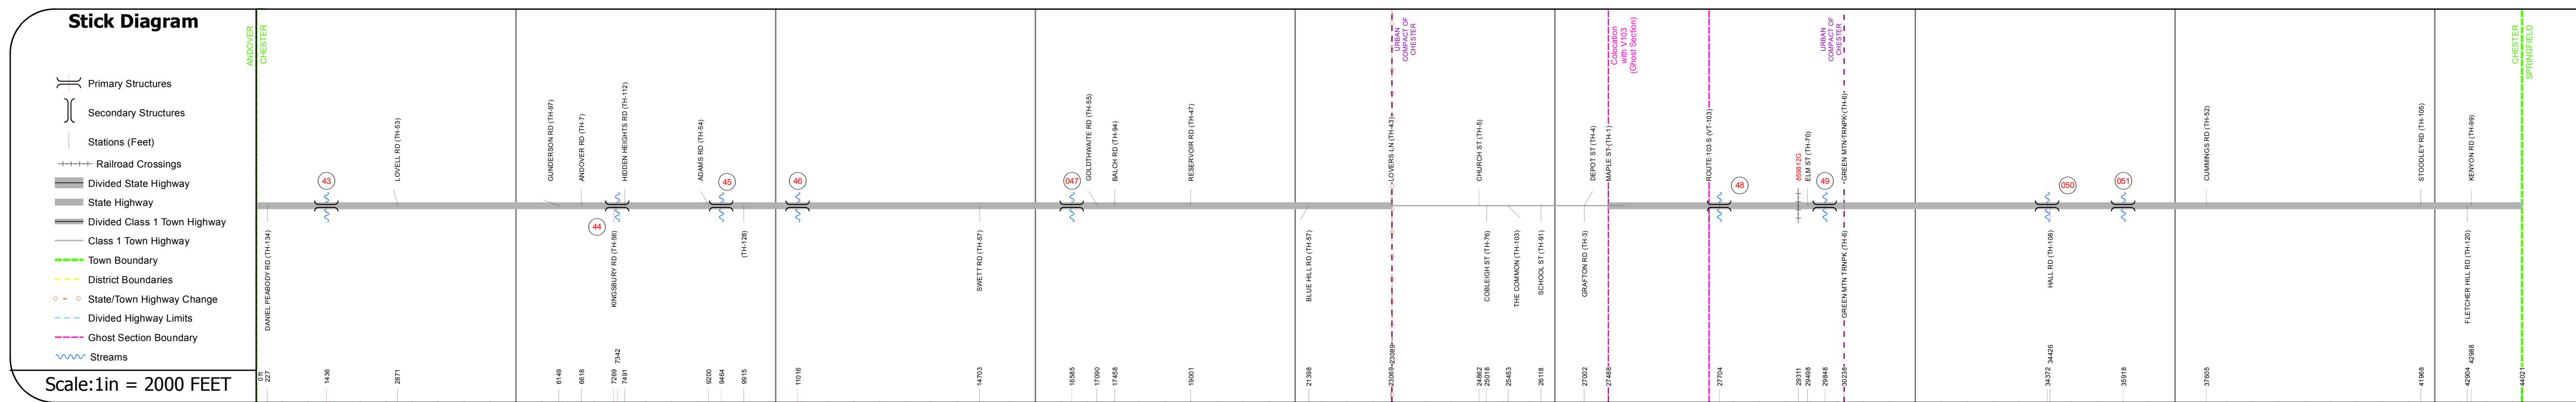 Stick Diagram
Primary Structures
Secondary Structures
Stations (Feet)
Railroad Crossings
Divided State Highway
State Highway
Divided Class 1 Town Highway
Class 1 Town Highway
Town Boundary
District Boundaries
State/Town Highway Change
Divided Highway Limits
Ghost Section Boundary
Streams
Scale:1in = 2000 FEET
ANDOVER
CHESTER
URBAN
COMPACT OF
CHESTER
Colocation
with V103
(Ghost Section)
URBAN
COMPACT OF
CHESTER
CHESTER
SPRINGFIELD
LOVELL RD (TH-53)
GUNDERSON RD (TH-97)
ANDOVER RD (TH-7)
HIDDEN HEIGHTS RD (TH-112)
ADAMS RD (TH-54)
GOLDTHWAITE RD (TH-55)
BALCH RD (TH-94)
RESERVOIR RD (TH-47)
LOVERS LN (TH-43)
CHURCH ST (TH-5)
DEPOT ST (TH-4)
MAPLE ST (TH-1)
ROUTE-103 S (VT-103)
859812G
ELM ST (TH-70)
GREEN MTN TRNPK (TH-6)
CUMMINGS RD (TH-52)
STOODLEY RD (TH-105)
KENYON RD (TH-99)
43
44
45
46
047
48
49
050
051
DANIEL PEABODY RD (TH-134)
KINGSBURY RD (TH-56)
(TH-128)
SWETT RD (TH-57)
BLUE HILL RD (TH-57)
COBLEIGH ST (TH-76)
THE COMMON (TH-103)
SCHOOL ST (TH-91)
GRAFTON RD (TH-3)
GREEN MTN TRNPK (TH-6)
HALL RD (TH-108)
FLETCHER HILL RD (TH-120)
0 ft
227
1436
2871
6149
6618
7269
7342
7491
9200
9464
9915
11016
14703
16585
17090
17458
19001
21398
23069
23089
24862
25018
25453
26118
27002
27488
27704
29311
29498
29848
30238
34372
34426
35918
37605
41968
42904
42988
44021